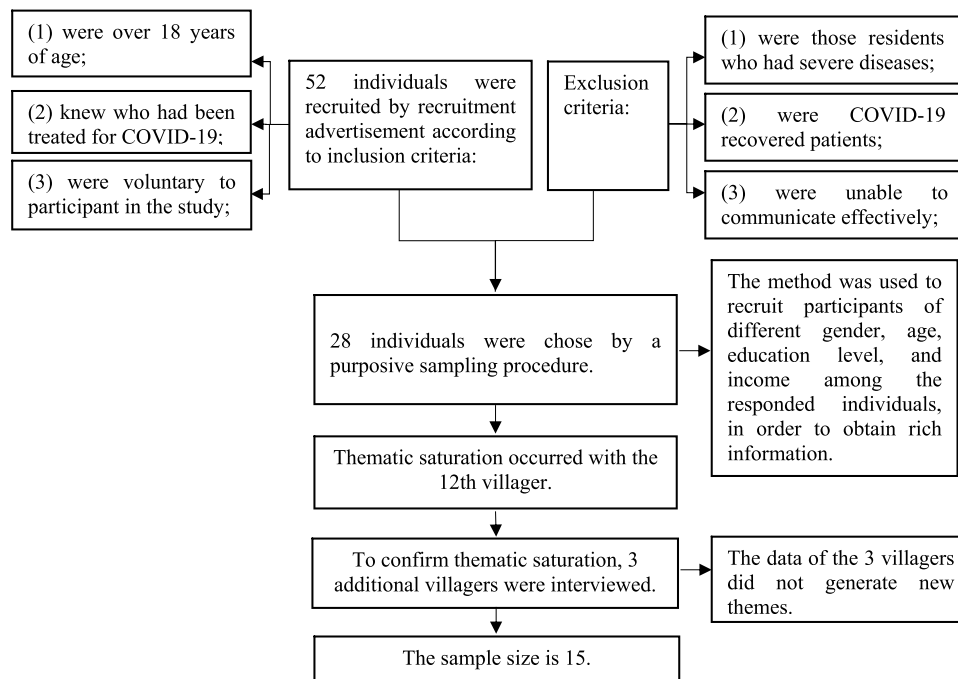 (1) were over 18 years
of age;
(2) knew who had been
treated for COVID-19;
(3) were voluntary to
participant in the study;
52 individuals were
recruited by recruitment
advertisement according
to inclusion criteria:
Exclusion
criteria:
(1) were those residents
who had severe diseases;
(2) were COVID-19
recovered patients;
(3) were unable to
communicate effectively;
28 individuals were chose by a
purposive sampling procedure.
The method was used to
recruit participants of
different gender, age,
education level, and
income among the
responded individuals,
in order to obtain rich
information.
Thematic saturation occurred with the
12th villager.
To confirm thematic saturation, 3
additional villagers were interviewed.
The data of the 3 villagers
did not generate new
themes.
The sample size is 15.